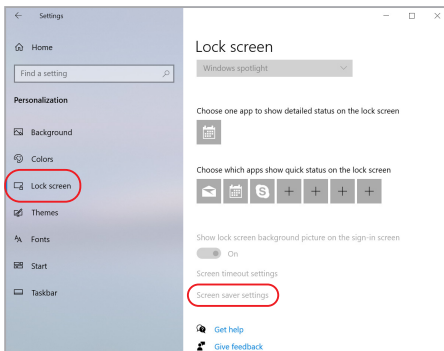 Settings
Home
Find a setting
Personalization
Background
Colors
Lock screen
Themes
Fonts
Start
Taskbar
Lock screen
Windows spotlight
Choose one app to show detailed status on the lock screen
Choose which apps show quick status on the lock screen
Show lock screen background picture on the sign-in screen
On
Screen timeout settings
Screen saver settings
Get help
Give feedback